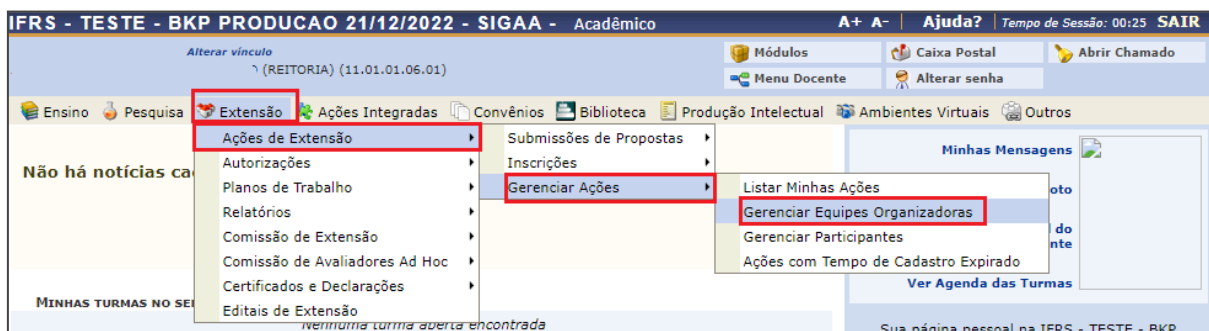 IFRS - TESTE - BKP PRODUCAO 21/12/2022 - SIGAA - Acadêmico A+ A- Ajuda? Tempo de Sessão: 00:25 SAIR
Alterar vínculo
(REITORIA) (11.01.01.06.01)
Módulos Caixa Postal Abrir Chamado
Menu Docente Alterar senha
Ensino Pesquisa Extensão Ações Integradas Convênios Biblioteca Produção Intelectual Ambientes Virtuais Outros
Ações de Extensão
Autorizações
Planos de Trabalho
Relatórios
Comissão de Extensão
Comissão de Avaliadores Ad Hoc
Certificados e Declarações
Editais de Extensão
Submissões de Propostas
Inscrições
Gerenciar Ações
Listar Minhas Ações
Gerenciar Equipes Organizadoras
Gerenciar Participantes
Ações com Tempo de Cadastro Expirado
Não há notícias ca
MINHAS TURMAS NO SE
Nenhuma turma aberta encontrada
Minhas Mensagens
oto
l do
nte
Ver Agenda das Turmas
Sua página pessoal na IFRS - TESTE - BKP